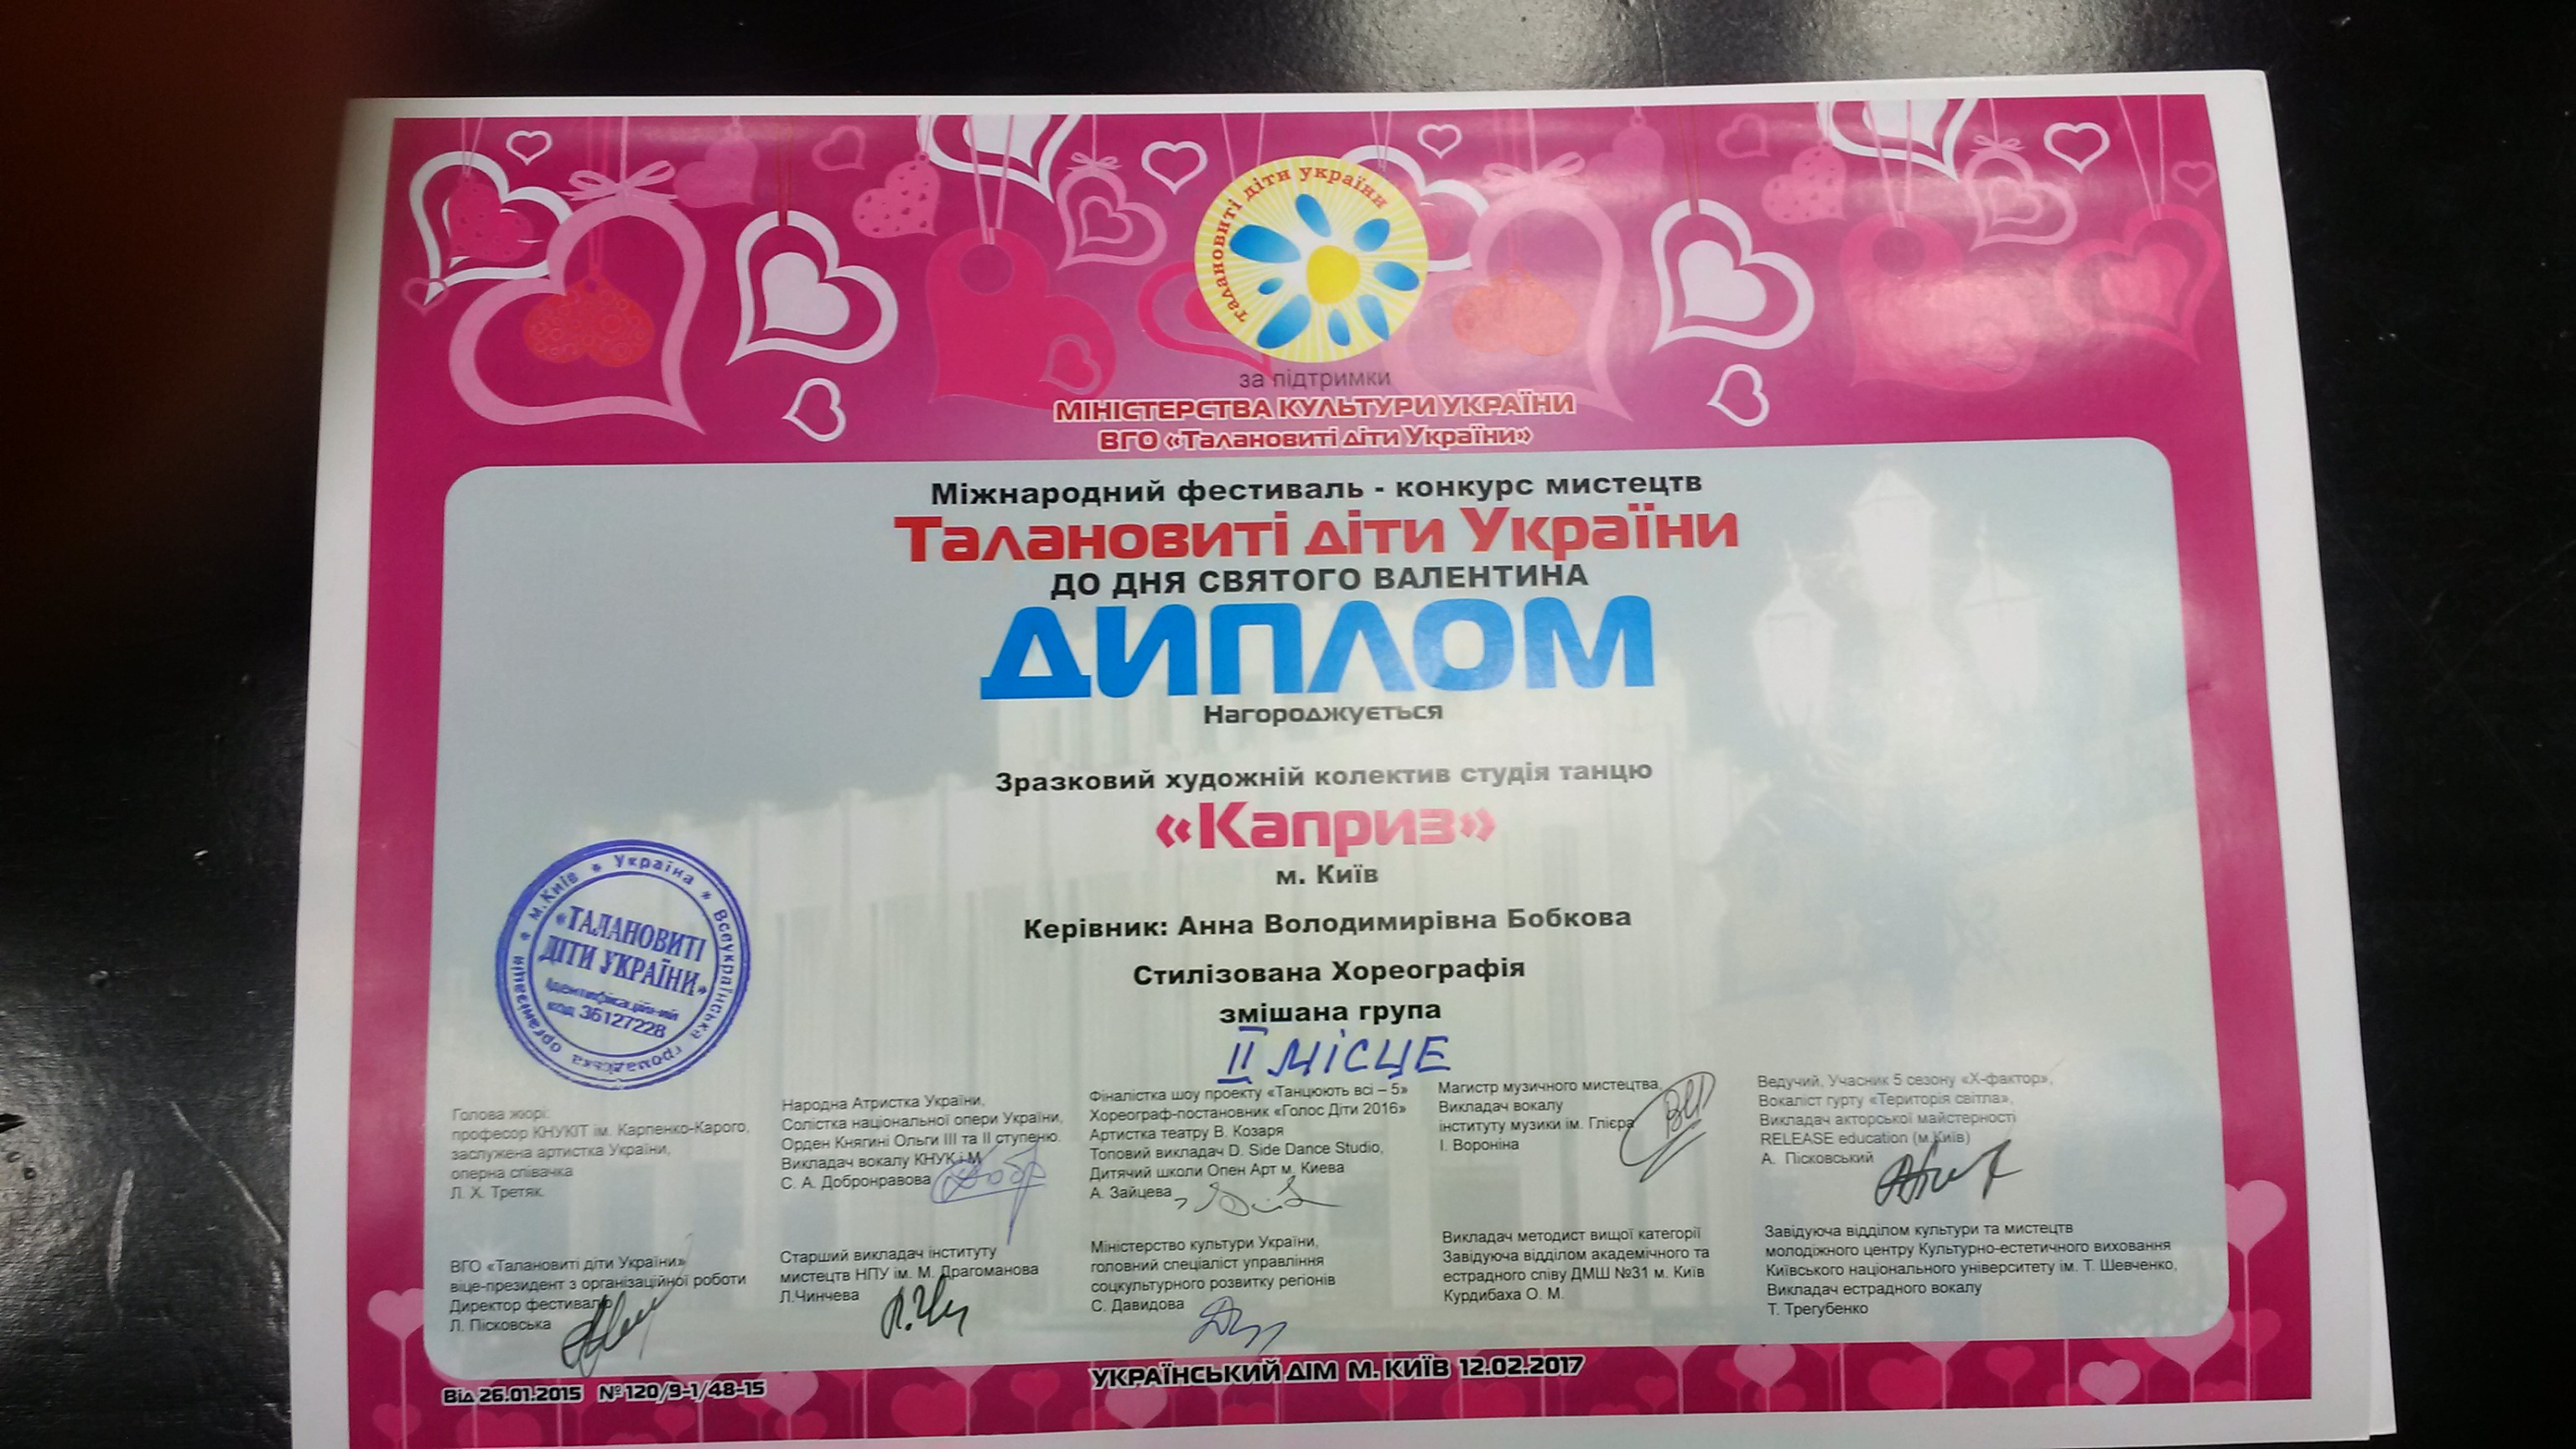 талановиті діти україни
за підтримки
МІНІСТЕРСТВА КУЛЬТУРИ УКРАЇНИ
ВГО «Талановиті діти України»
Міжнародний фестиваль - конкурс мистецтв
Талановиті діти України
ДО ДНЯ СВЯТОГО ВАЛЕНТИНА
ДИПЛОМ
Нагороджується
Зразковий художній колектив студія танцю
«Каприз»
м. Київ
Керівник: Анна Володимирівна Бобкова
Стилізована Хореографія
змішана група
II МІСЦЕ
м. Київ * Україна * Всеукраїнська громадська організація *
«ТАЛАНОВИТІ
ДІТИ УКРАЇНИ»
Ідентифікаційний
код 36127228
Голова жюрі:
професор КНУКІТ ім. Карпенко-Карого,
заслужена артистка України,
оперна співачка
Л. Х. Третяк.
Народна Атристка України,
Солістка національної опери України,
Орден Княгині Ольги III та II ступеню.
Викладач вокалу КНУК і М
С. А. Добронравова
Фіналістка шоу проекту «Танцюють всі – 5»
Хореограф-постановник «Голос Діти 2016»
Артистка театру В. Козаря
Топовий викладач D. Side Dance Studio,
Дитячий школи Опен Арт м. Киева
А. Зайцева
Магистр музичного мистецтва,
Викладач вокалу
інституту музики ім. Глієра
І. Вороніна
Ведучий, Учасник 5 сезону «Х-фактор»,
Вокаліст гурту «Територія світла»,
Викладач акторської майстерності
RELEASE education (м.Київ)
А. Пісковський
ВГО «Талановиті діти України»
віце-президент з організаційної роботи
Директор фестивалю
Л. Пісковська
Старший викладач інституту
мистецтв НПУ ім. М. Драгоманова
Л.Чинчева
Міністерство культури України,
головний спеціаліст управління
соцкультурного розвитку регіонів
С. Давидова
Викладач методист вищої категорії
Завідуюча відділом академічного та
естрадного співу ДМШ №31 м. Київ
Курдибаха О. М.
Завідуюча відділом культури та мистецтв
молодіжного центру Культурно-естетичного виховання
Київського національного університету ім. Т. Шевченко,
Викладач естрадного вокалу
Т. Трегубенко
Від 26.01.2015 №120/9-1/48-15
УКРАЇНСЬКИЙ ДІМ М. КИЇВ 12.02.2017